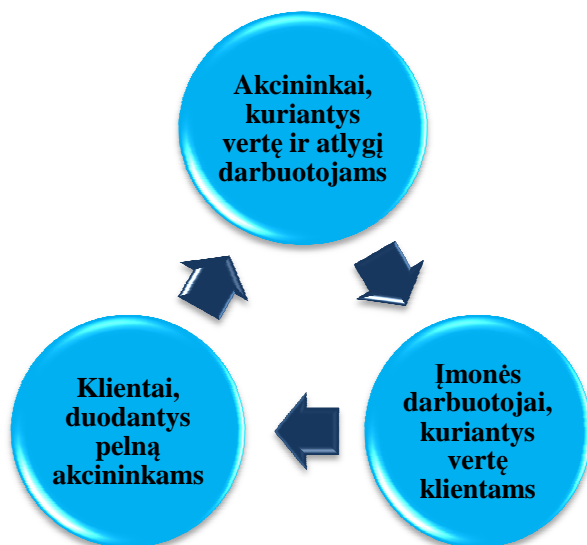 Akcininkai,
kuriantys
vertę ir atlygį
darbuotojams
Įmonės
darbuotojai,
kuriantys
vertę
klientams
Klientai,
duodantys
pelną
akcininkams